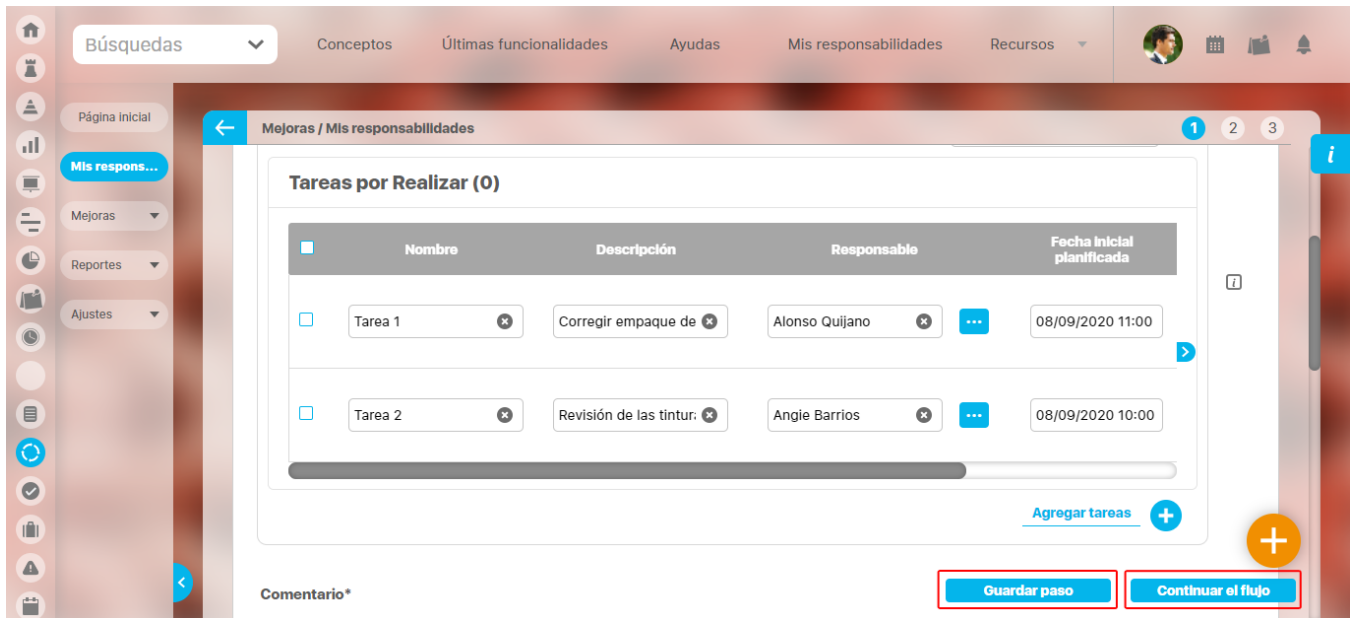 Búsquedas
Conceptos
Últimas funcionalidades
Ayudas
Mis responsabilidades
Recursos
Página inicial
Mis respons...
Mejoras
Reportes
Ajustes
Mejoras / Mis responsabilidades
1 2 3
i
Tareas por Realizar (0)
Nombre
Descripción
Responsable
Fecha inicial
planificada
Tarea 1
Corregir empaque de
Alonso Quijano
...
08/09/2020 11:00
i
Tarea 2
Revisión de las tintur
Angie Barrios
...
08/09/2020 10:00
Agregar tareas
Comentario*
Guardar paso
Continuar el flujo